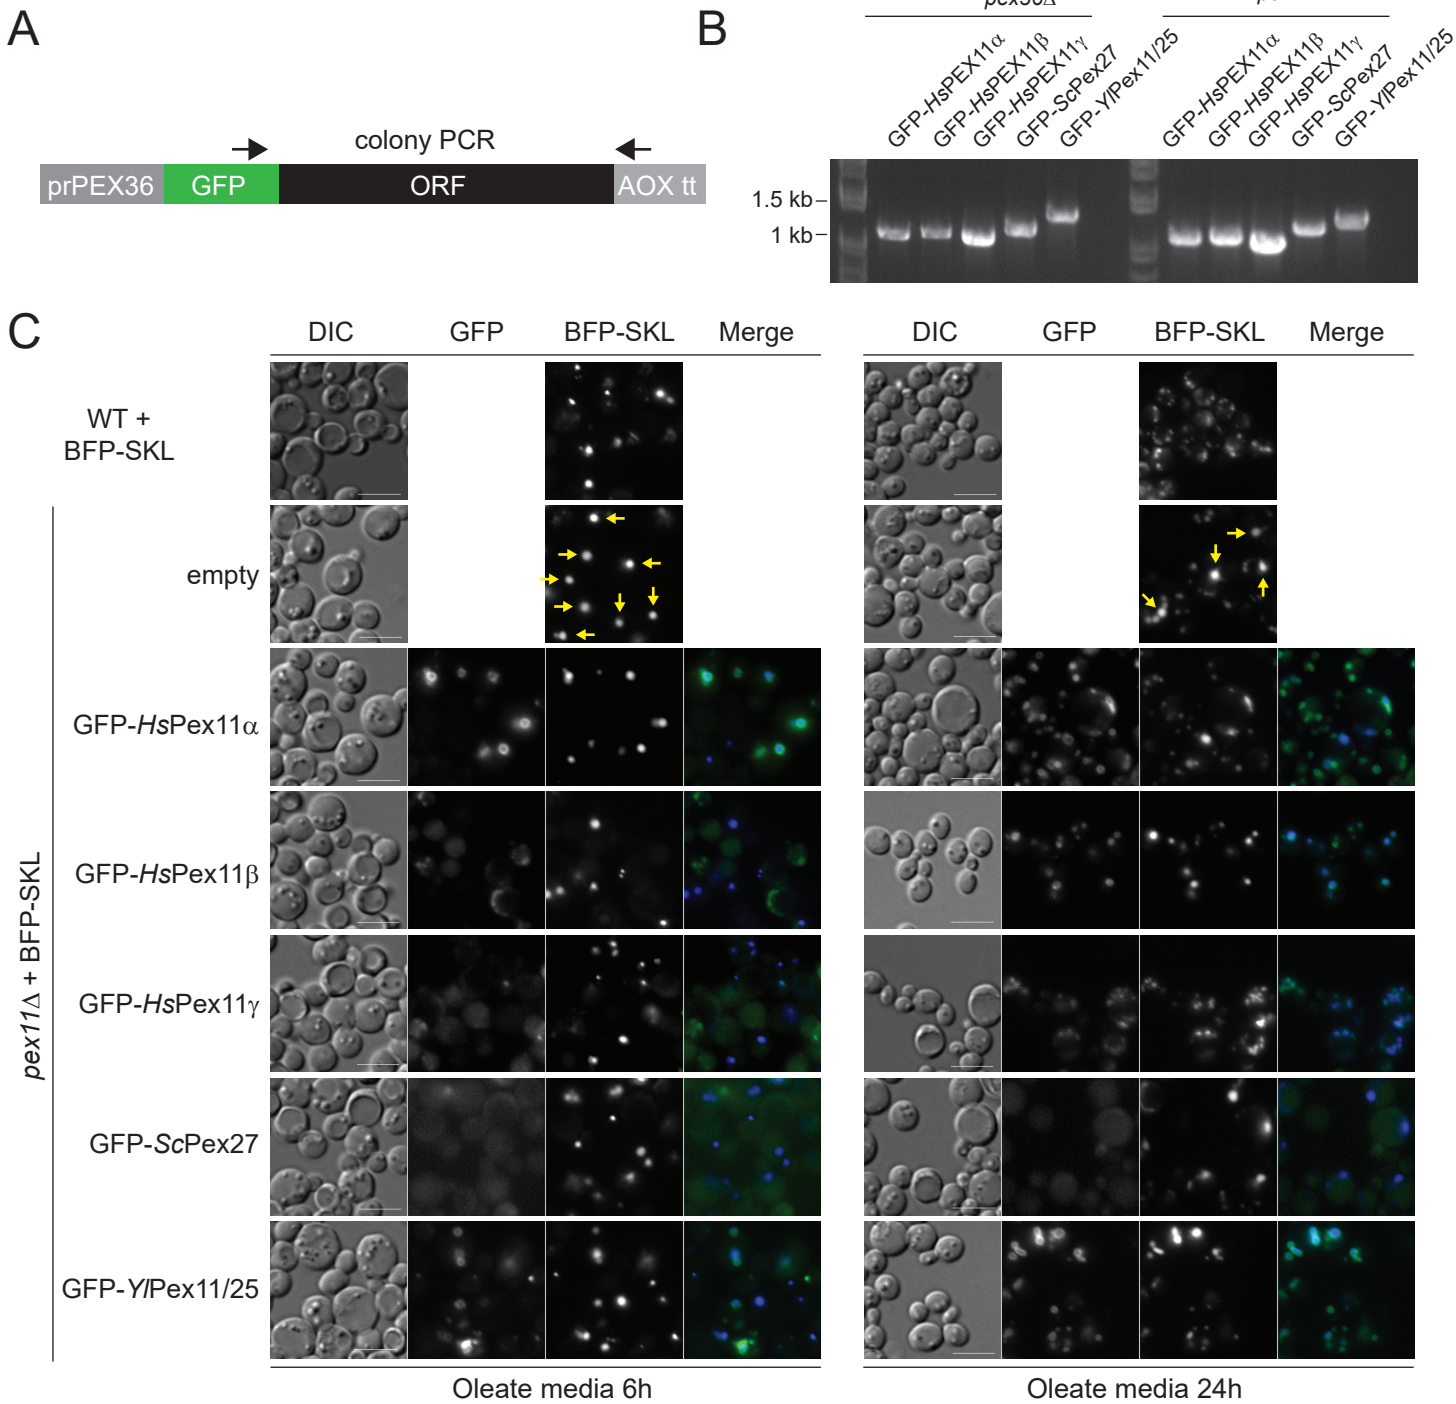 A
colony PCR
prPEX36 GFP ORF AOX tt
B
pex36Δ
GFP-HsPEX11α
GFP-HsPEX11β
GFP-HsPEX11γ
GFP-ScPex27
GFP-YlPex11/25
GFP-HsPEX11α
GFP-HsPEX11β
GFP-HsPEX11γ
GFP-ScPex27
GFP-YlPex11/25
1.5 kb
1 kb
C
DIC GFP BFP-SKL Merge
DIC GFP BFP-SKL Merge
WT +
BFP-SKL
empty
GFP-HsPex11α
GFP-HsPex11β
GFP-HsPex11γ
GFP-ScPex27
GFP-YlPex11/25
pex11Δ + BFP-SKL
Oleate media 6h
Oleate media 24h